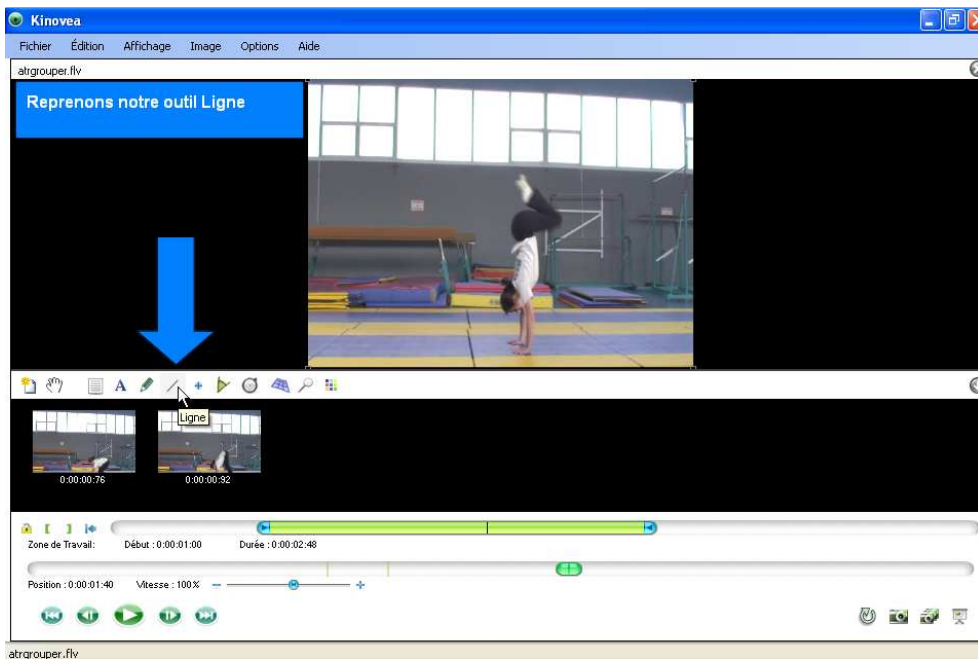 Kinovea
Fichier Édition Affichage Image Options Aide
atrgrouper.flv
Reprenons notre outil Ligne
A
Ligne
0:00:00:76 0:00:00:92
Zone de Travail: Début : 0:00:01:00 Durée : 0:00:02:48
Position : 0:00:01:40 Vitesse : 100%
atrgrouper.flv